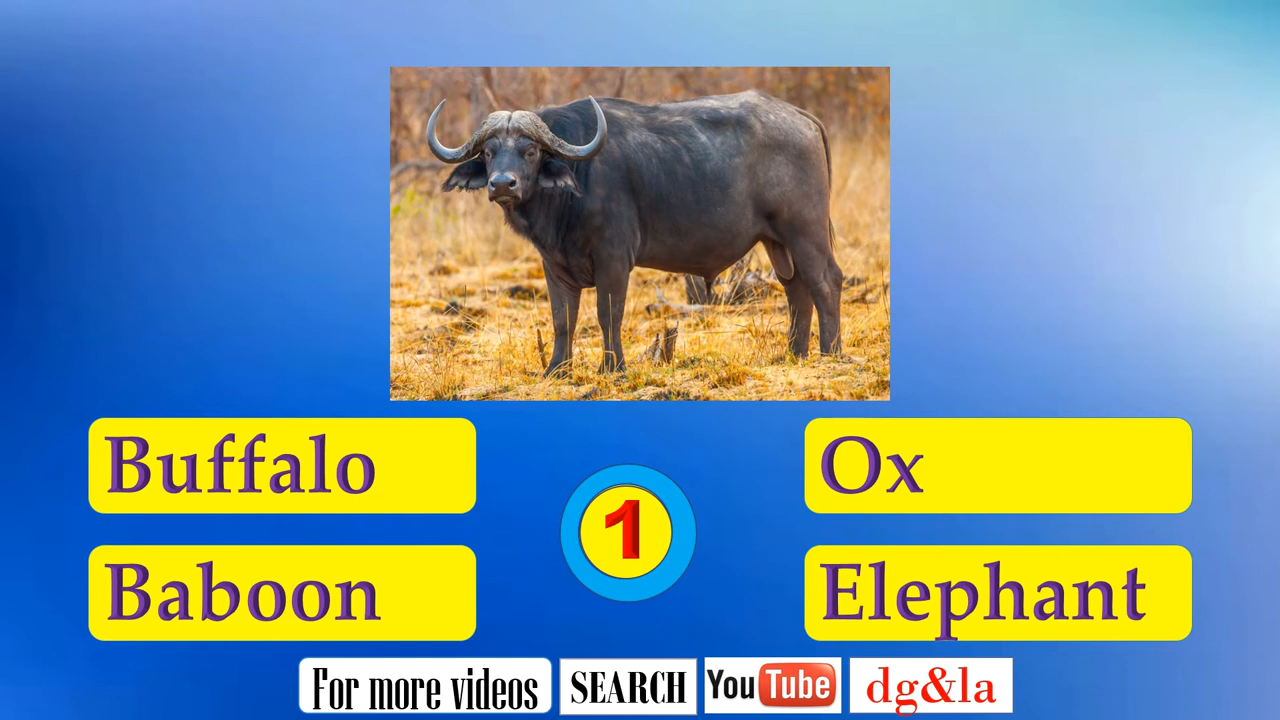 Buffalo
Ox
1
Baboon
Elephant
For more videos
SEARCH
YouTube
dg&la